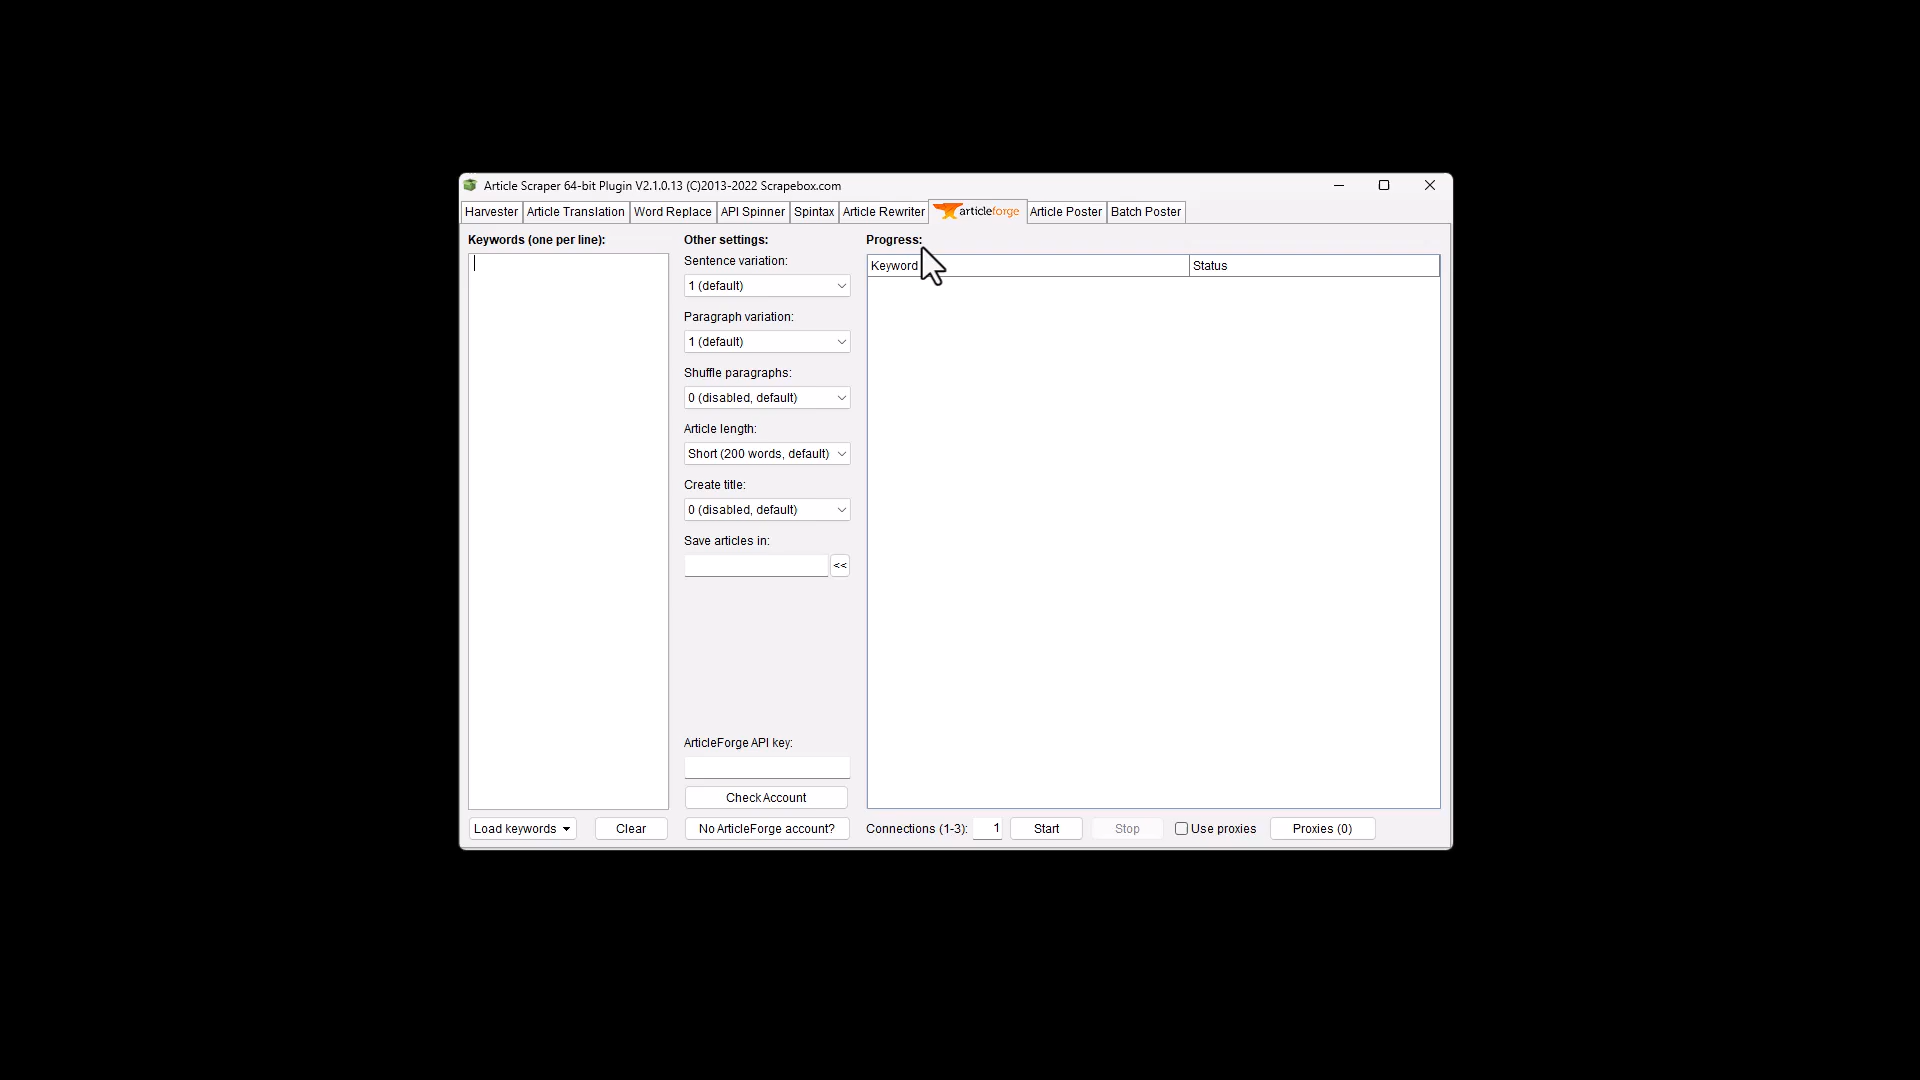 Article Scraper 64-bit Plugin V2.1.0.13 (C)2013-2022 Scrapebox.com
Harvester Article Translation Word Replace API Spinner Spintax Article Rewriter articleforge Article Poster Batch Poster
Keywords (one per line):
Other settings:
Sentence variation:
1 (default)
Paragraph variation:
1 (default)
Shuffle paragraphs:
0 (disabled, default)
Article length:
Short (200 words, default)
Create title:
0 (disabled, default)
Save articles in:
<<
ArticleForge API key:
Check Account
Progress:
Keyword Status
Load keywords Clear No ArticleForge account? Connections (1-3): 1 Start Stop Use proxies Proxies (0)